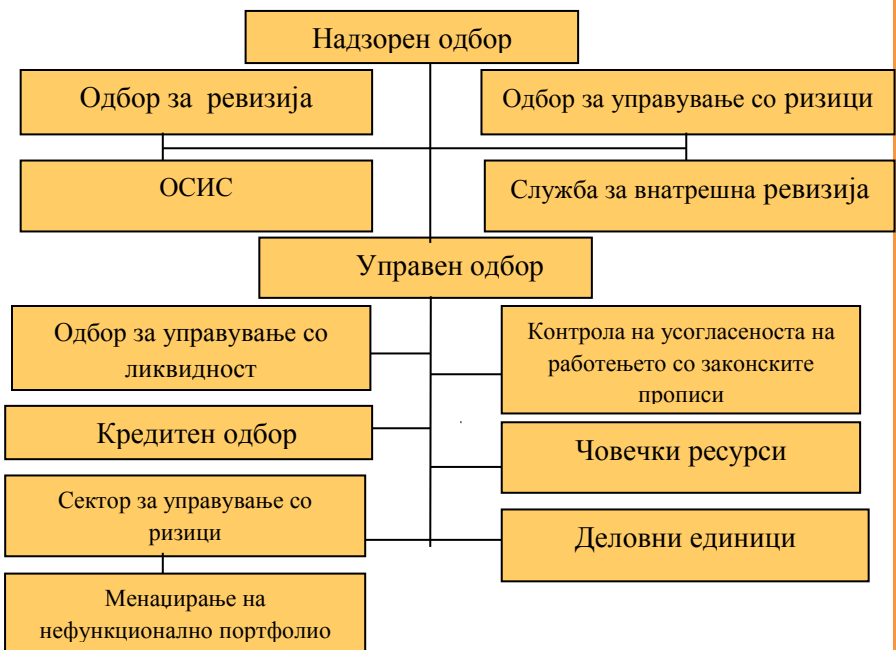 Надзорен одбор
Одбор за ревизија
Одбор за управување со ризици
ОСИС
Служба за внатрешна ревизија
Управен одбор
Одбор за управување со
ликвидност
Контрола на усогласеноста на
работењето со законските
прописи
Кредитен одбор
Човечки ресурси
Сектор за управување со
ризици
Деловни единици
Менаџирање на
нефункционално портфолио